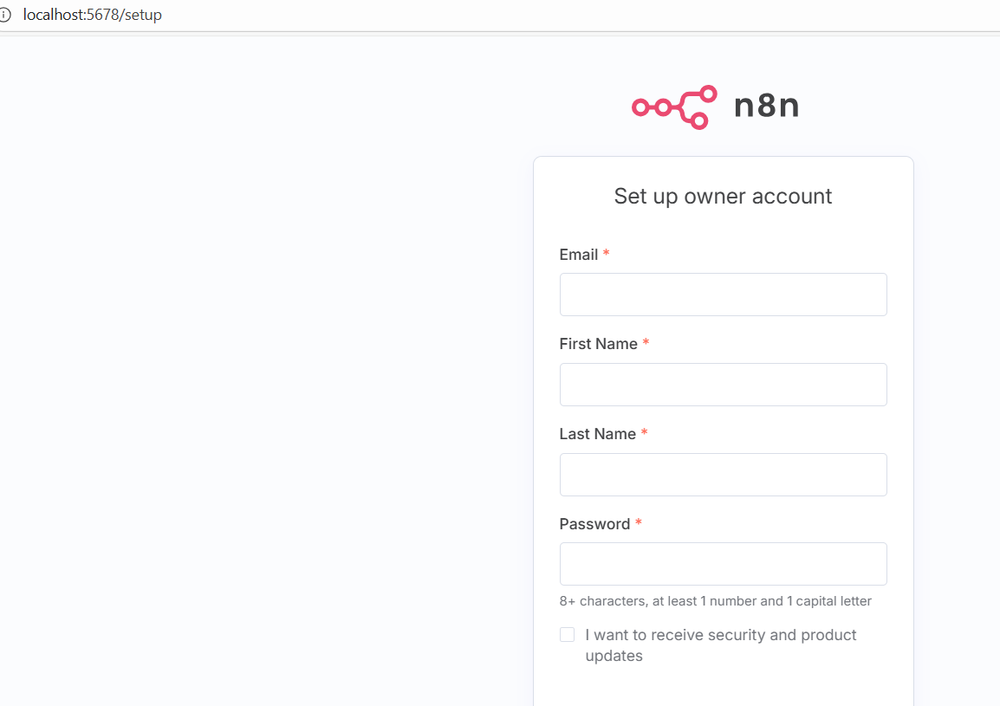 localhost:5678/setup
n8n
Set up owner account
Email *
First Name *
Last Name *
Password *
8+ characters, at least 1 number and 1 capital letter
I want to receive security and product
updates